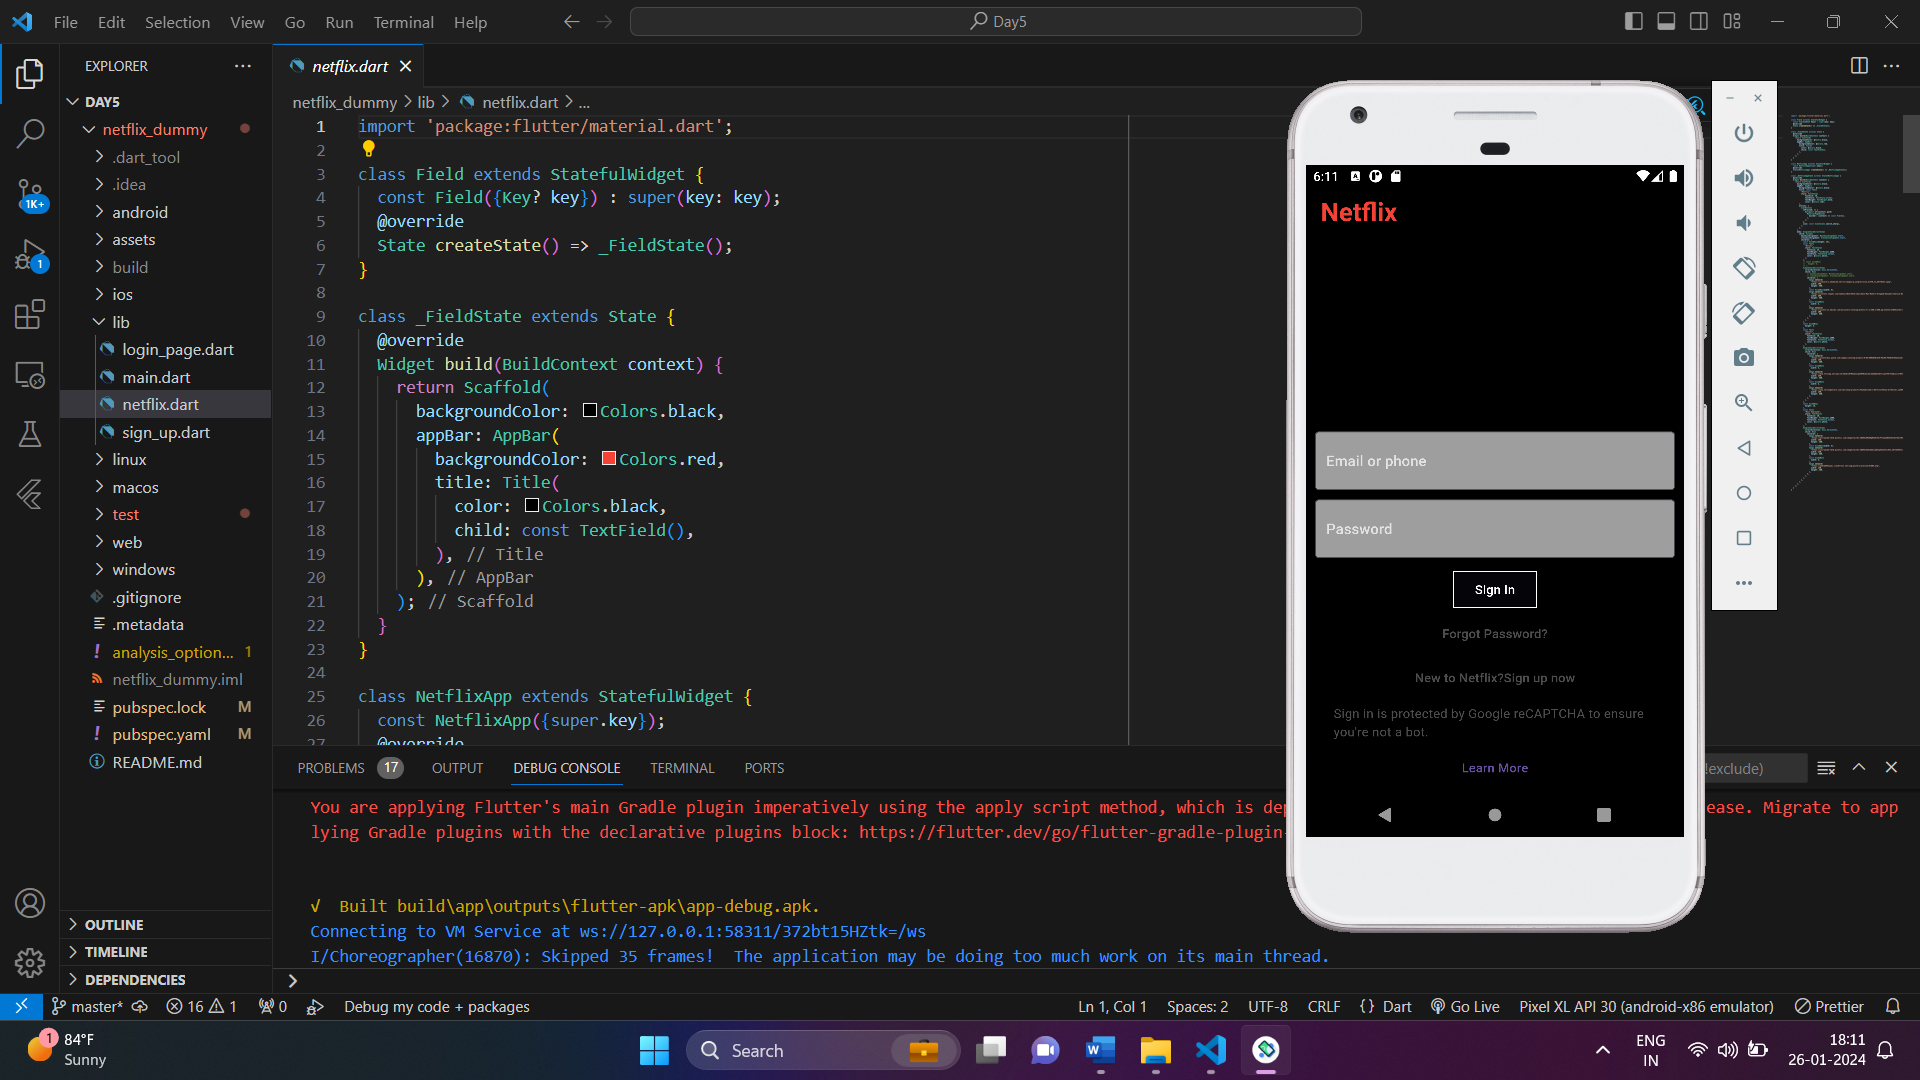 File Edit Selection View Go Run Terminal Help
Day5
EXPLORER
netflix.dart
DAY5
netflix_dummy
.dart_tool
.idea
android
assets
build
ios
lib
login_page.dart
main.dart
netflix.dart
sign_up.dart
linux
macos
test
web
windows
.gitignore
.metadata
analysis_option... 1
netflix_dummy.iml
pubspec.lock M
pubspec.yaml M
README.md
OUTLINE
TIMELINE
DEPENDENCIES
1K+
1
netflix_dummy > lib > netflix.dart > ...
1 import 'package:flutter/material.dart';
2
3 class Field extends StatefulWidget {
4 const Field({Key? key}) : super(key: key);
5 @override
6 State createState() => _FieldState();
7 }
8
9 class _FieldState extends State {
10 @override
11 Widget build(BuildContext context) {
12 return Scaffold(
13 backgroundColor: Colors.black,
14 appBar: AppBar(
15 backgroundColor: Colors.red,
16 title: Title(
17 color: Colors.black,
18 child: const TextField(),
19 ), // Title
20 ), // AppBar
21 ); // Scaffold
22 }
23 }
24
25 class NetflixApp extends StatefulWidget {
26 const NetflixApp({super.key});
27 @override
6:11
Netflix
Email or phone
Password
Sign In
Forgot Password?
New to Netflix?Sign up now
Sign in is protected by Google reCAPTCHA to ensure
you're not a bot.
Learn More
PROBLEMS 17 OUTPUT DEBUG CONSOLE TERMINAL PORTS
!exclude)
You are applying Flutter's main Gradle plugin imperatively using the apply script method, which is de ease. Migrate to app
lying Gradle plugins with the declarative plugins block: https://flutter.dev/go/flutter-gradle-plugin-
√ Built build\app\outputs\flutter-apk\app-debug.apk.
Connecting to VM Service at ws://127.0.0.1:58311/372bt15HZtk=/ws
I/Choreographer(16870): Skipped 35 frames! The application may be doing too much work on its main thread.
master* 16 1 0 Debug my code + packages Ln 1, Col 1 Spaces: 2 UTF-8 CRLF {} Dart Go Live Pixel XL API 30 (android-x86 emulator) Prettier
1
84°F
Sunny
Search
ENG
IN
18:11
26-01-2024